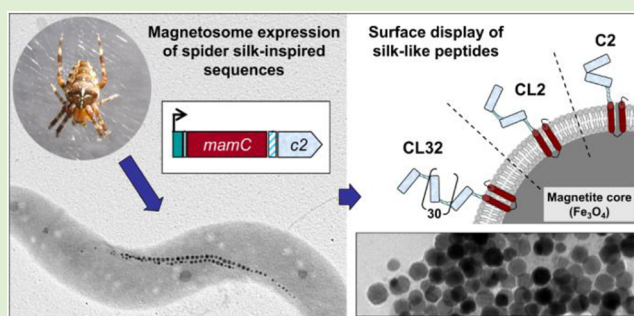 Magnetosome expression
of spider silk-inspired
sequences
mamC
c2
Surface display of
silk-like peptides
C2
CL2
CL32
30
Magnetite core
(Fe₃O₄)